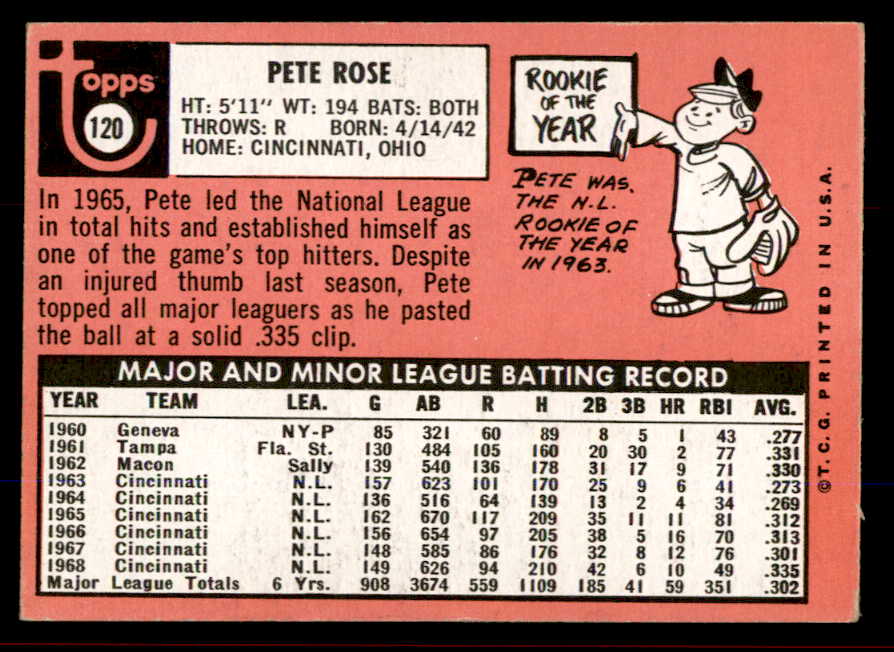 topps
120
PETE ROSE
HT: 5'11" WT: 194 BATS: BOTH
THROWS: R BORN: 4/14/42
HOME: CINCINNATI, OHIO
In 1965, Pete led the National League
in total hits and established himself as
one of the game's top hitters. Despite
an injured thumb last season, Pete
topped all major leaguers as he pasted
the ball at a solid .335 clip.
ROOKIE
OF THE
YEAR
PETE WAS,
THE N.L.
ROOKIE OF
THE YEAR
IN 1963.
MAJOR AND MINOR LEAGUE BATTING RECORD
YEAR TEAM LEA. G AB R H 2B 3B HR RBI AVG.
1960 Geneva NY-P 85 321 60 89 8 5 1 43 .277
1961 Tampa Fla. St. 130 484 105 160 20 30 2 77 .331
1962 Macon Sally 139 540 136 178 31 17 9 71 .330
1963 Cincinnati N.L. 157 623 101 170 25 9 6 41 .273
1964 Cincinnati N.L. 136 516 64 139 13 2 4 34 .269
1965 Cincinnati N.L. 162 670 117 209 35 11 11 81 .312
1966 Cincinnati N.L. 156 654 97 205 38 5 16 70 .313
1967 Cincinnati N.L. 148 585 86 176 32 8 12 76 .301
1968 Cincinnati N.L. 149 626 94 210 42 6 10 49 .335
Major League Totals 6 Yrs. 908 3674 559 1109 185 41 59 351 .302
©T.C.G. PRINTED IN U.S.A.